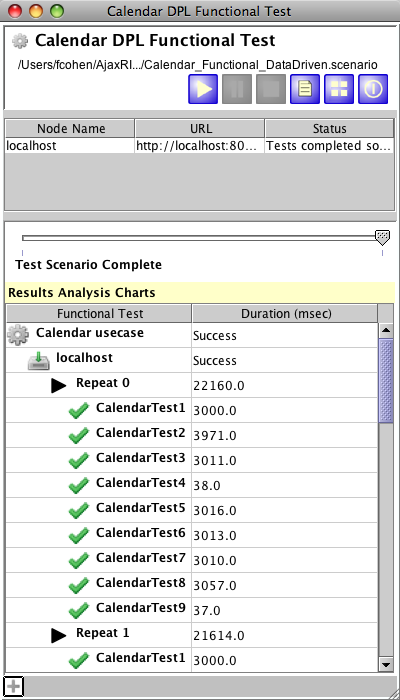 Calendar DPL Functional Test
Calendar DPL Functional Test
/Users/fcohen/AjaxRI.../Calendar_Functional_DataDriven.scenario
Node Name URL Status
localhost http://localhost:80... Tests completed so...
Test Scenario Complete
Results Analysis Charts
Functional Test Duration (msec)
Calendar usecase Success
localhost Success
Repeat 0 22160.0
CalendarTest1 3000.0
CalendarTest2 3971.0
CalendarTest3 3011.0
CalendarTest4 38.0
CalendarTest5 3016.0
CalendarTest6 3013.0
CalendarTest7 3010.0
CalendarTest8 3057.0
CalendarTest9 37.0
Repeat 1 21614.0
CalendarTest1 3000.0